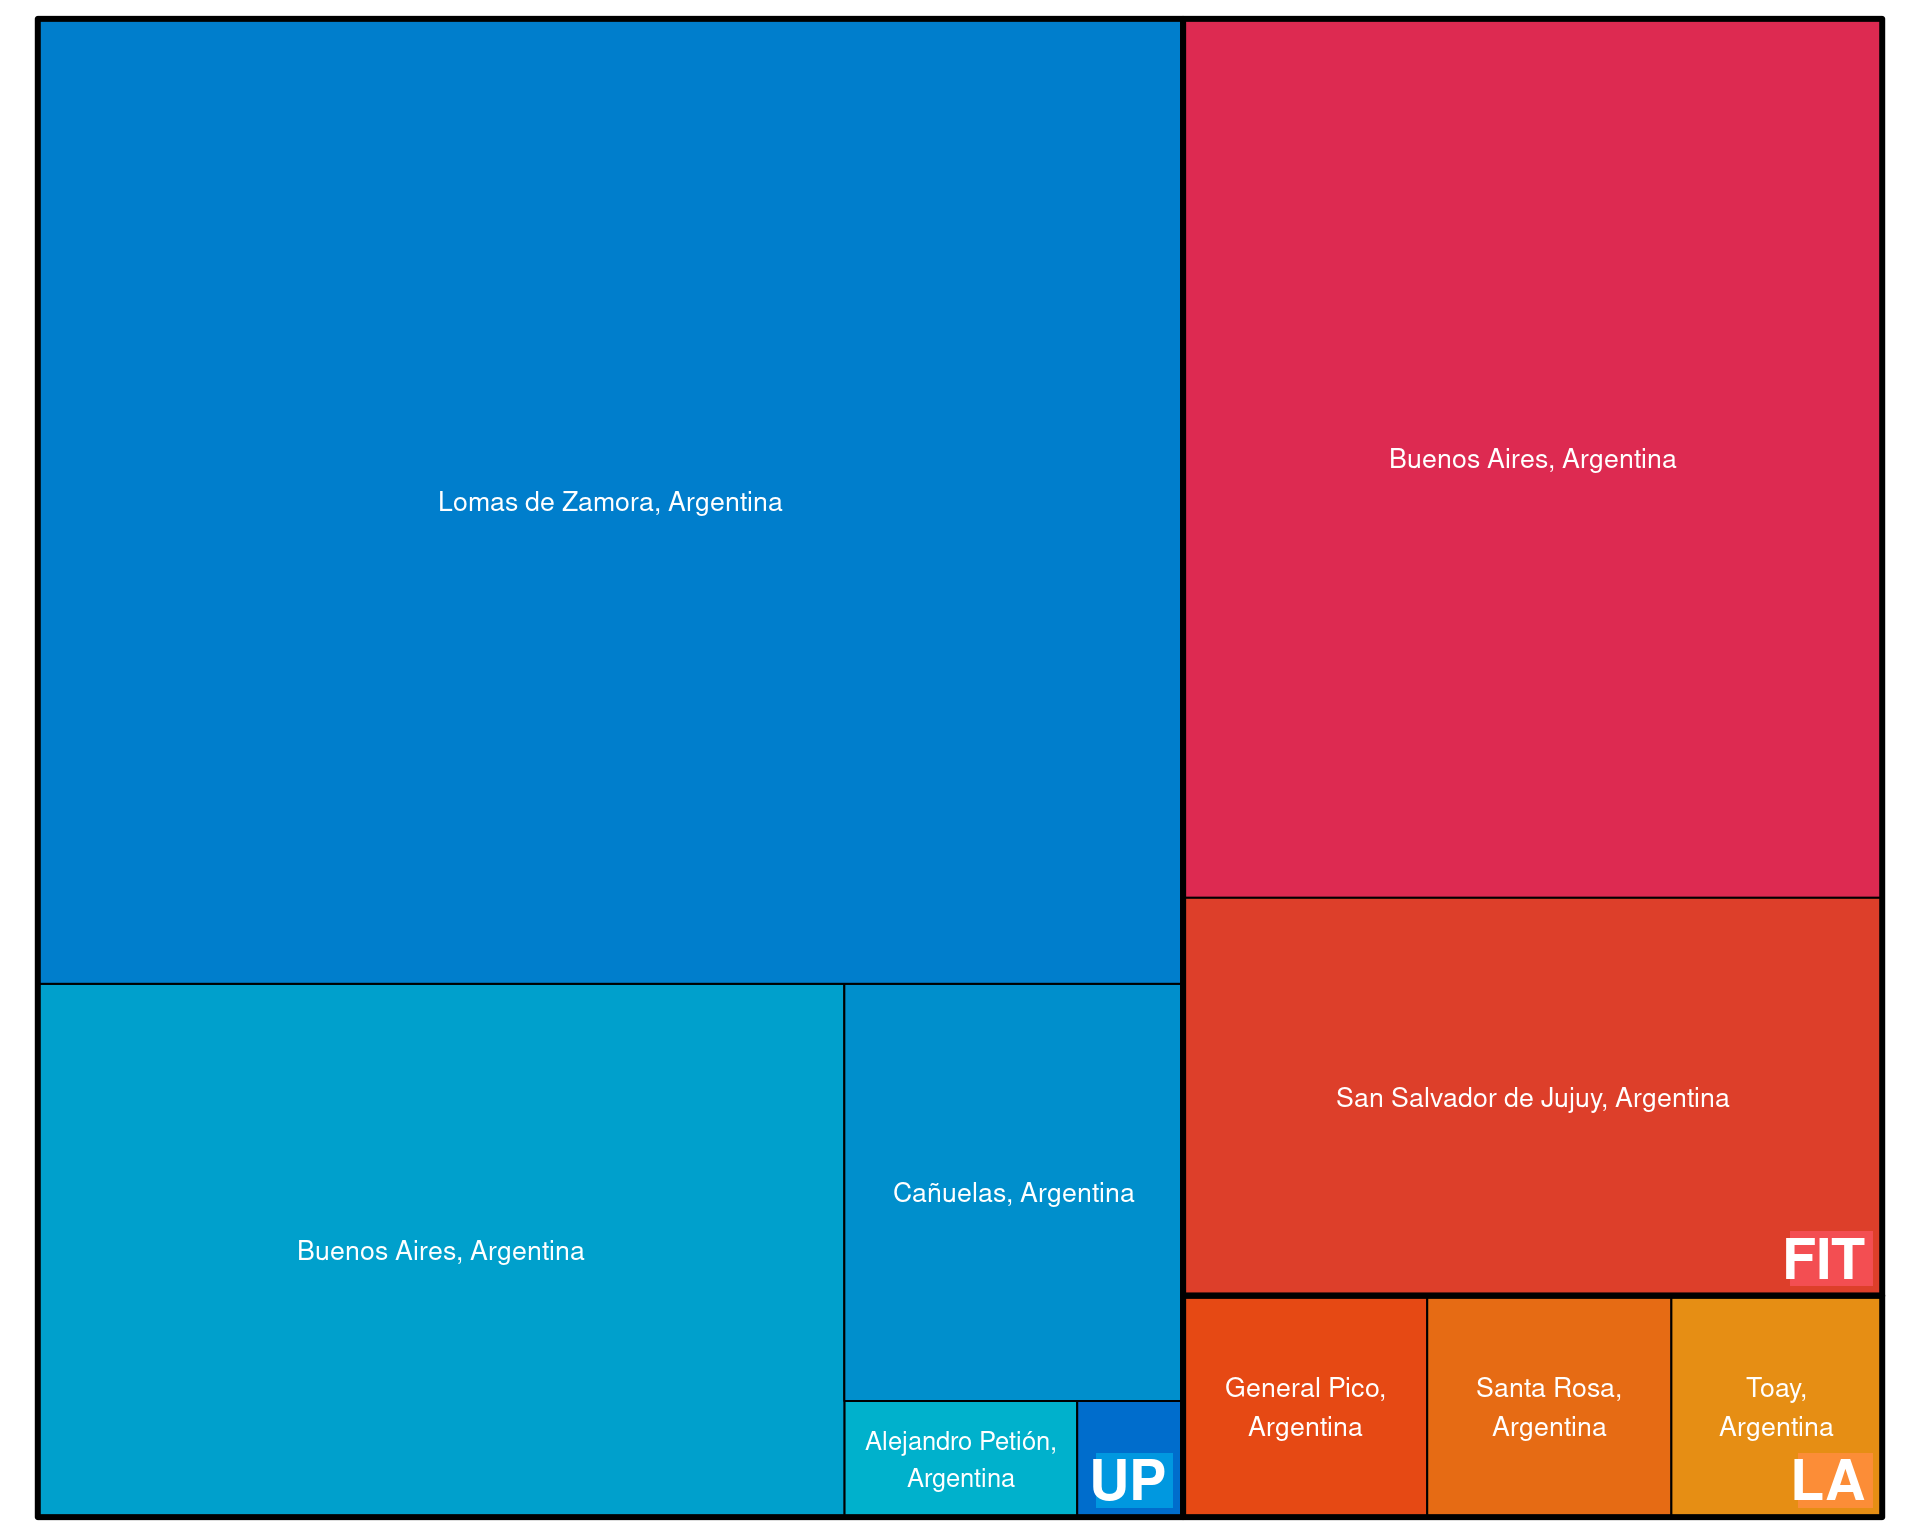 Lomas de Zamora, Argentina
Buenos Aires, Argentina
Cañuelas, Argentina
Alejandro Petión,
Argentina
UP
Buenos Aires, Argentina
San Salvador de Jujuy, Argentina
FIT
General Pico,
Argentina
Santa Rosa,
Argentina
Toay,
Argentina
LA